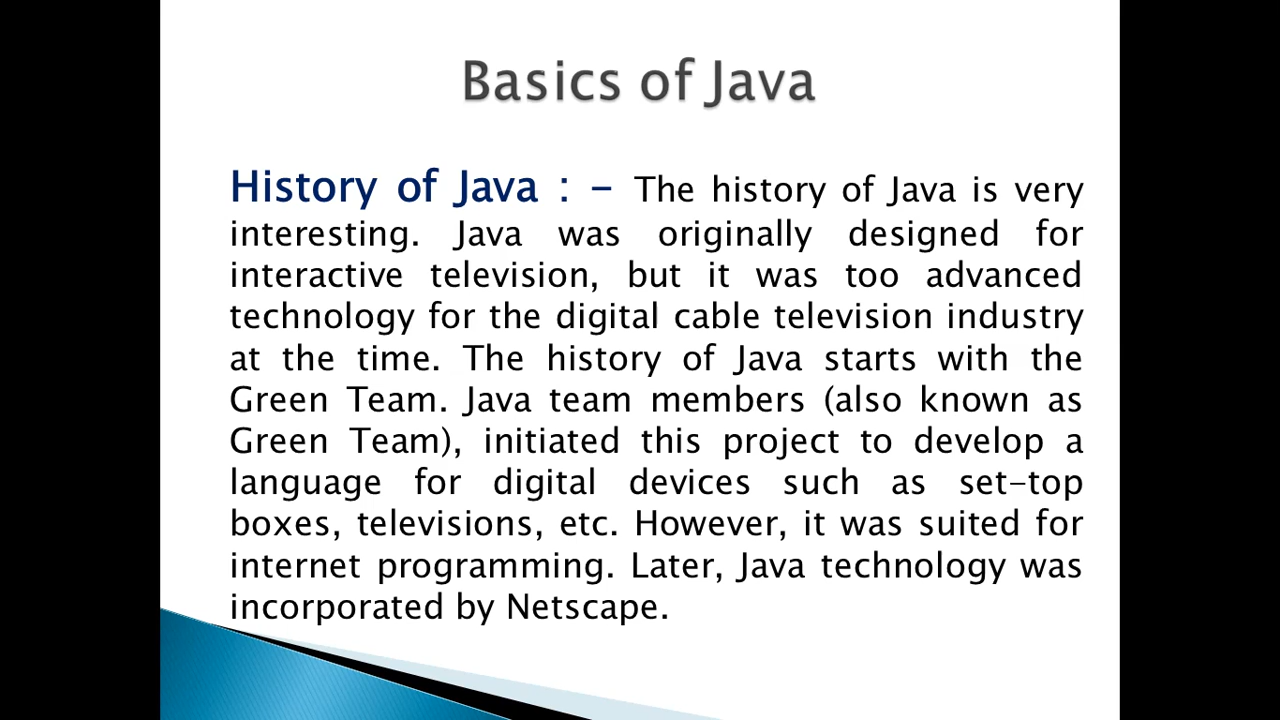 Basics of Java
History of Java : - The history of Java is very
interesting. Java was originally designed for
interactive television, but it was too advanced
technology for the digital cable television industry
at the time. The history of Java starts with the
Green Team. Java team members (also known as
Green Team), initiated this project to develop a
language for digital devices such as set-top
boxes, televisions, etc. However, it was suited for
internet programming. Later, Java technology was
incorporated by Netscape.